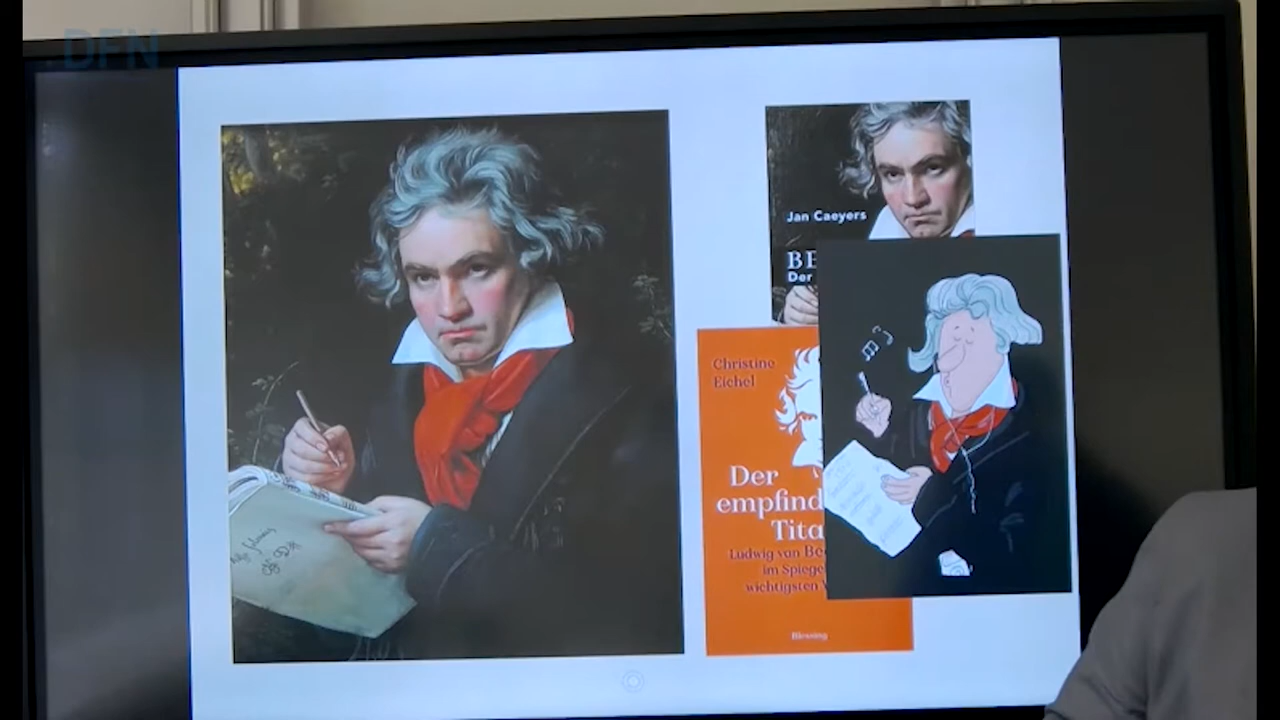 DFN
Jan Caeyers
BE
Der
Christine
Eichel
Der
empfind
Tita
Ludwig van Be
im Spiege
wichtigsten
Blessing